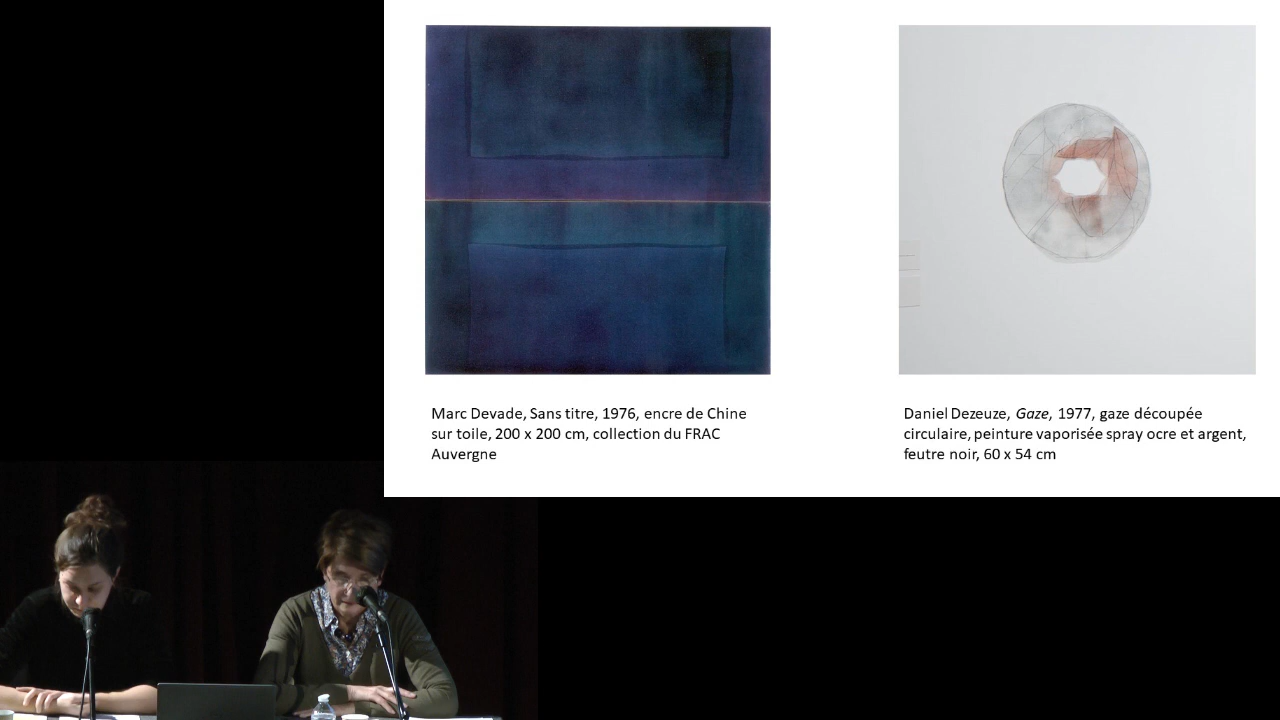 Marc Devade, Sans titre, 1976, encre de Chine
sur toile, 200 x 200 cm, collection du FRAC
Auvergne
Daniel Dezeuze, Gaze, 1977, gaze découpée
circulaire, peinture vaporisée spray ocre et argent,
feutre noir, 60 x 54 cm